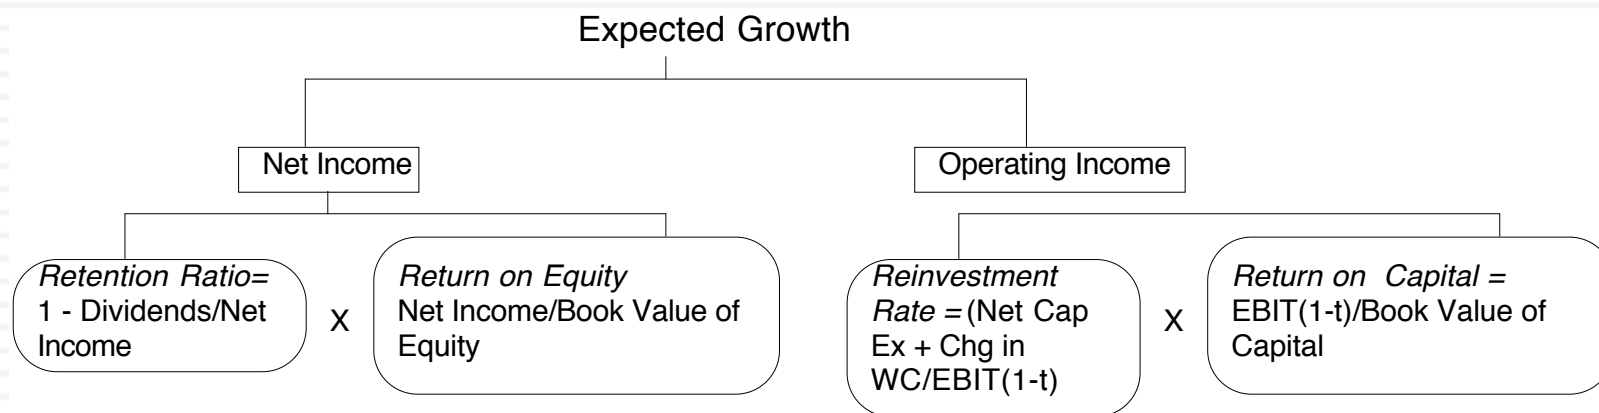 Expected Growth
Net Income
Operating Income
Retention Ratio=
1 - Dividends/Net
Income
X
Return on Equity
Net Income/Book Value of
Equity
Reinvestment
Rate = (Net Cap
Ex + Chg in
WC/EBIT(1-t)
X
Return on Capital =
EBIT(1-t)/Book Value of
Capital